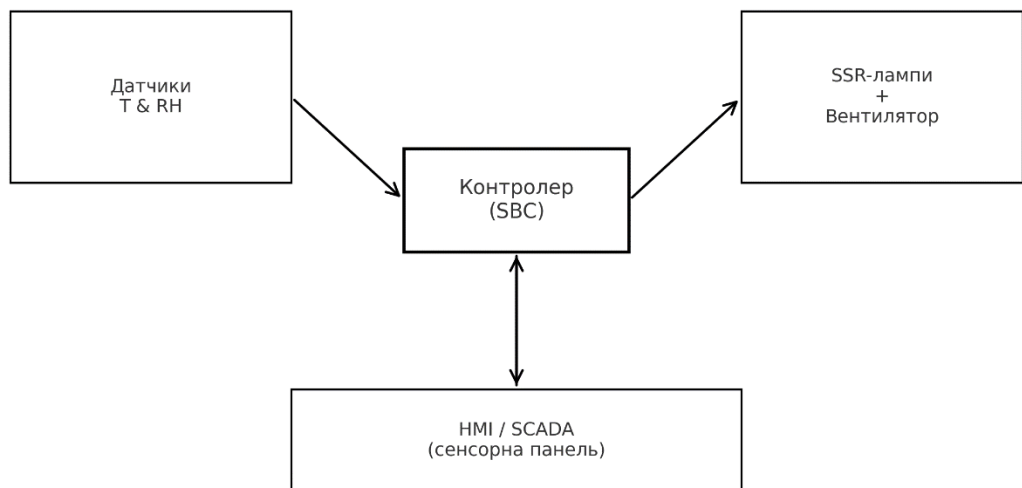 Датчики
T & RH
SSR-лампи
+
Вентилятор
Контролер
(SBC)
HMI / SCADA
(сенсорна панель)